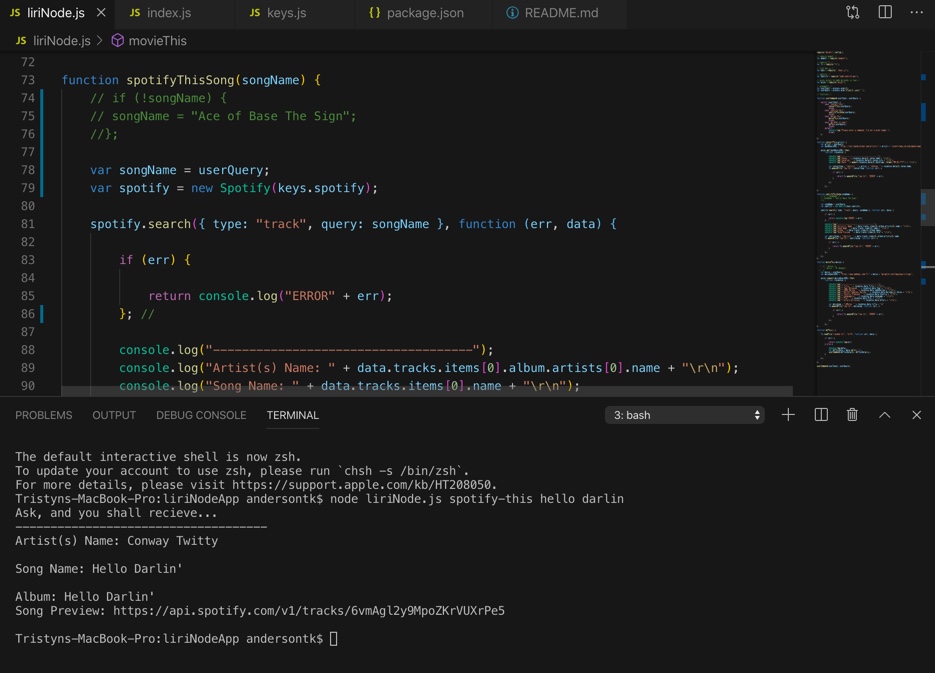 JS liriNode.js
JS index.js
JS keys.js
{} package.json
README.md
JS liriNode.js > movieThis
72
73 function spotifyThisSong(songName) {
74 // if (!songName) {
75 // songName = "Ace of Base The Sign";
76 //};
77
78 var songName = userQuery;
79 var spotify = new Spotify(keys.spotify);
80
81 spotify.search({ type: "track", query: songName }, function (err, data) {
82
83 if (err) {
84
85 return console.log("ERROR" + err);
86 }; //
87
88 console.log("------------------------------------");
89 console.log("Artist(s) Name: " + data.tracks.items[0].album.artists[0].name + "\r\n");
90 console.log("Song Name: " + data.tracks.items[0].name + "\r\n");
PROBLEMS OUTPUT DEBUG CONSOLE TERMINAL 3: bash
The default interactive shell is now zsh.
To update your account to use zsh, please run `chsh -s /bin/zsh`.
For more details, please visit https://support.apple.com/kb/HT208050.
Tristyns-MacBook-Pro:liriNodeApp andersontk$ node liriNode.js spotify-this hello darlin
Ask, and you shall recieve...
------------------------------------
Artist(s) Name: Conway Twitty
Song Name: Hello Darlin'
Album: Hello Darlin'
Song Preview: https://api.spotify.com/v1/tracks/6vmAgl2y9MpoZKrVUXrPe5
Tristyns-MacBook-Pro:liriNodeApp andersontk$